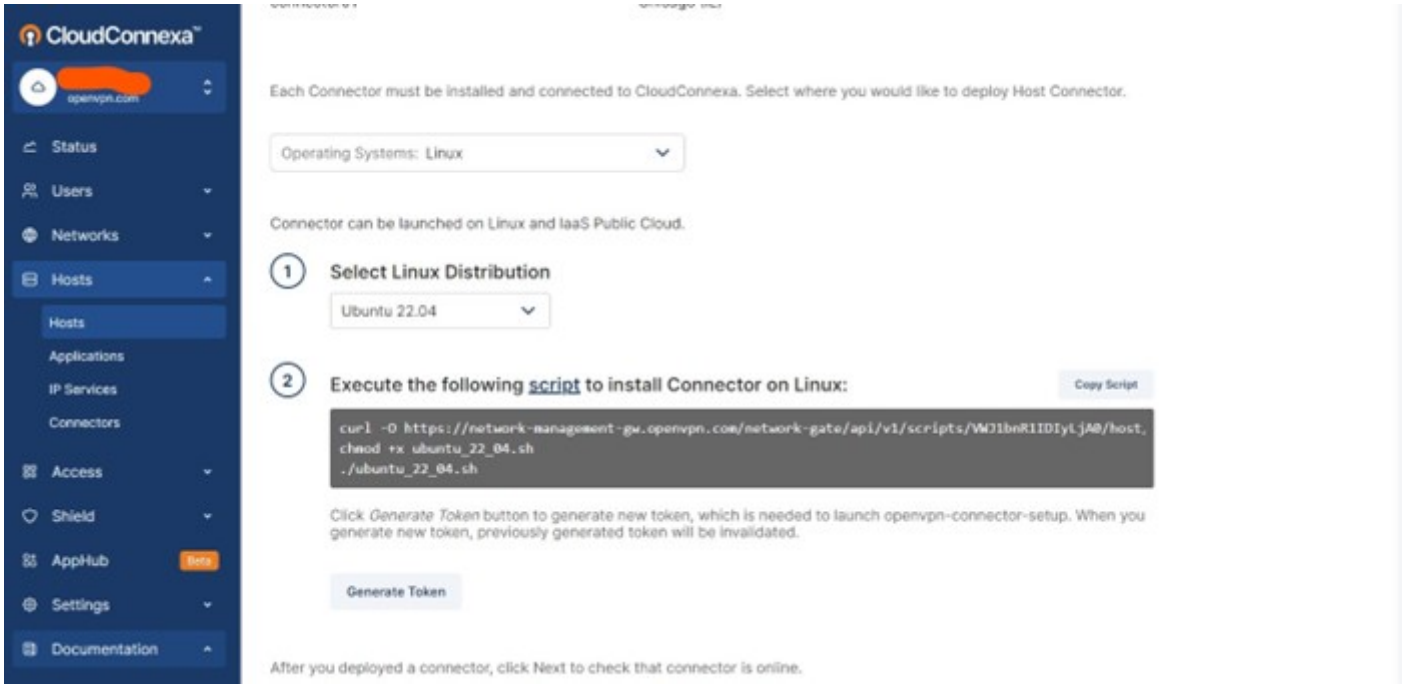 CloudConnexa™
openvpn.com
Status
Users
Networks
Hosts
Hosts
Applications
IP Services
Connectors
Access
Shield
AppHub Beta
Settings
Documentation
Each Connector must be installed and connected to CloudConnexa. Select where you would like to deploy Host Connector.
Operating Systems: Linux
Connector can be launched on Linux and IaaS Public Cloud.
1 Select Linux Distribution
Ubuntu 22.04
2 Execute the following script to install Connector on Linux:
Copy Script
curl -O https://network-management-gw.openvpn.com/network-gate/api/v1/scripts/VWJ1bnR1IDIyLjA0/host,
chmod +x ubuntu_22_04.sh
./ubuntu_22_04.sh
Click Generate Token button to generate new token, which is needed to launch openvpn-connector-setup. When you
generate new token, previously generated token will be invalidated.
Generate Token
After you deployed a connector, click Next to check that connector is online.